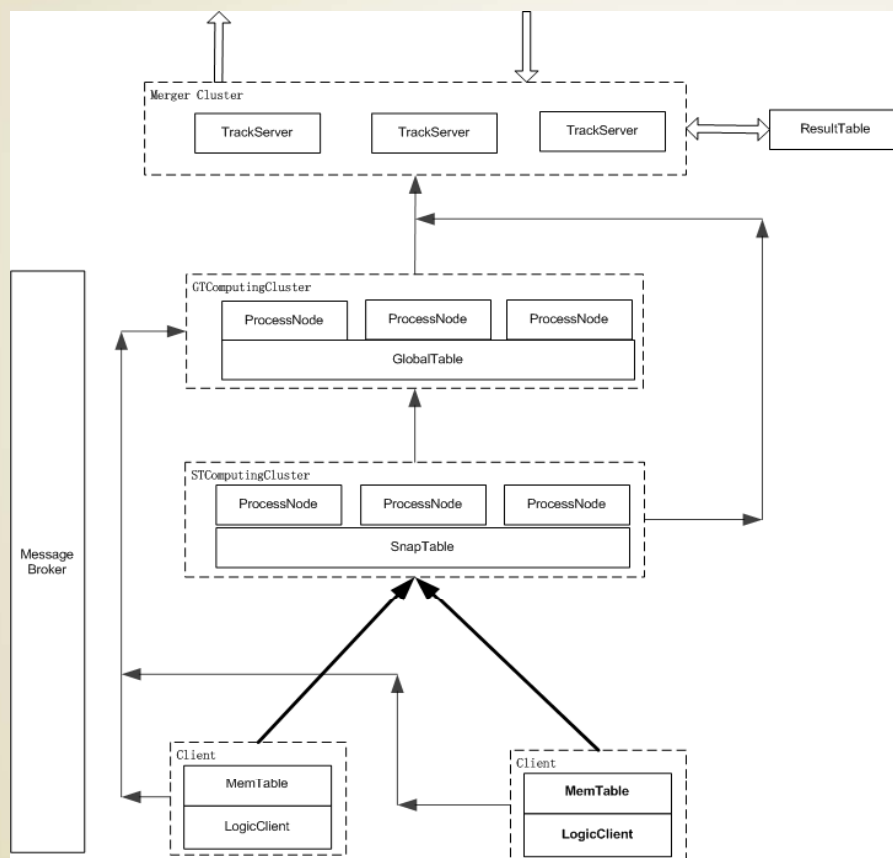 Merger Cluster
TrackServer
TrackServer
TrackServer
ResultTable
GTComputingCluster
ProcessNode
ProcessNode
ProcessNode
GlobalTable
STComputingCluster
ProcessNode
ProcessNode
ProcessNode
SnapTable
Message
Broker
Client
MemTable
LogicClient
Client
MemTable
LogicClient